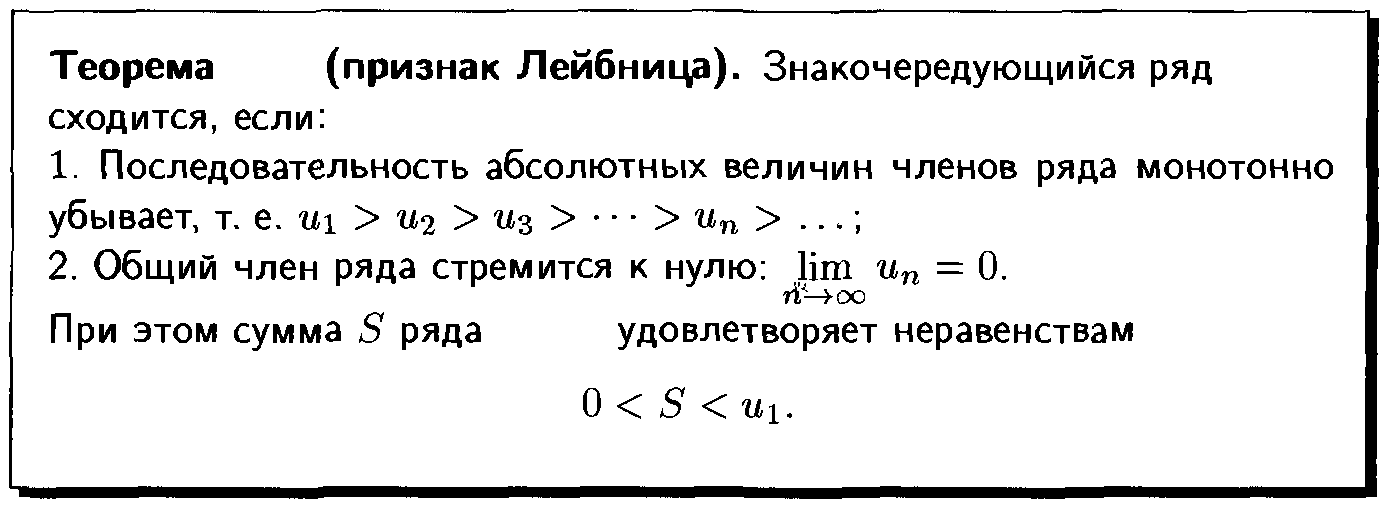 Теорема (признак Лейбница). Знакочередующийся ряд
сходится, если:
1. Последовательность абсолютных величин членов ряда монотонно
убывает, т. е. u₁ > u₂ > u₃ > ··· > uₙ > ...;
2. Общий член ряда стремится к нулю: lim uₙ = 0.
n→∞
При этом сумма S ряда удовлетворяет неравенствам
0 < S < u₁.